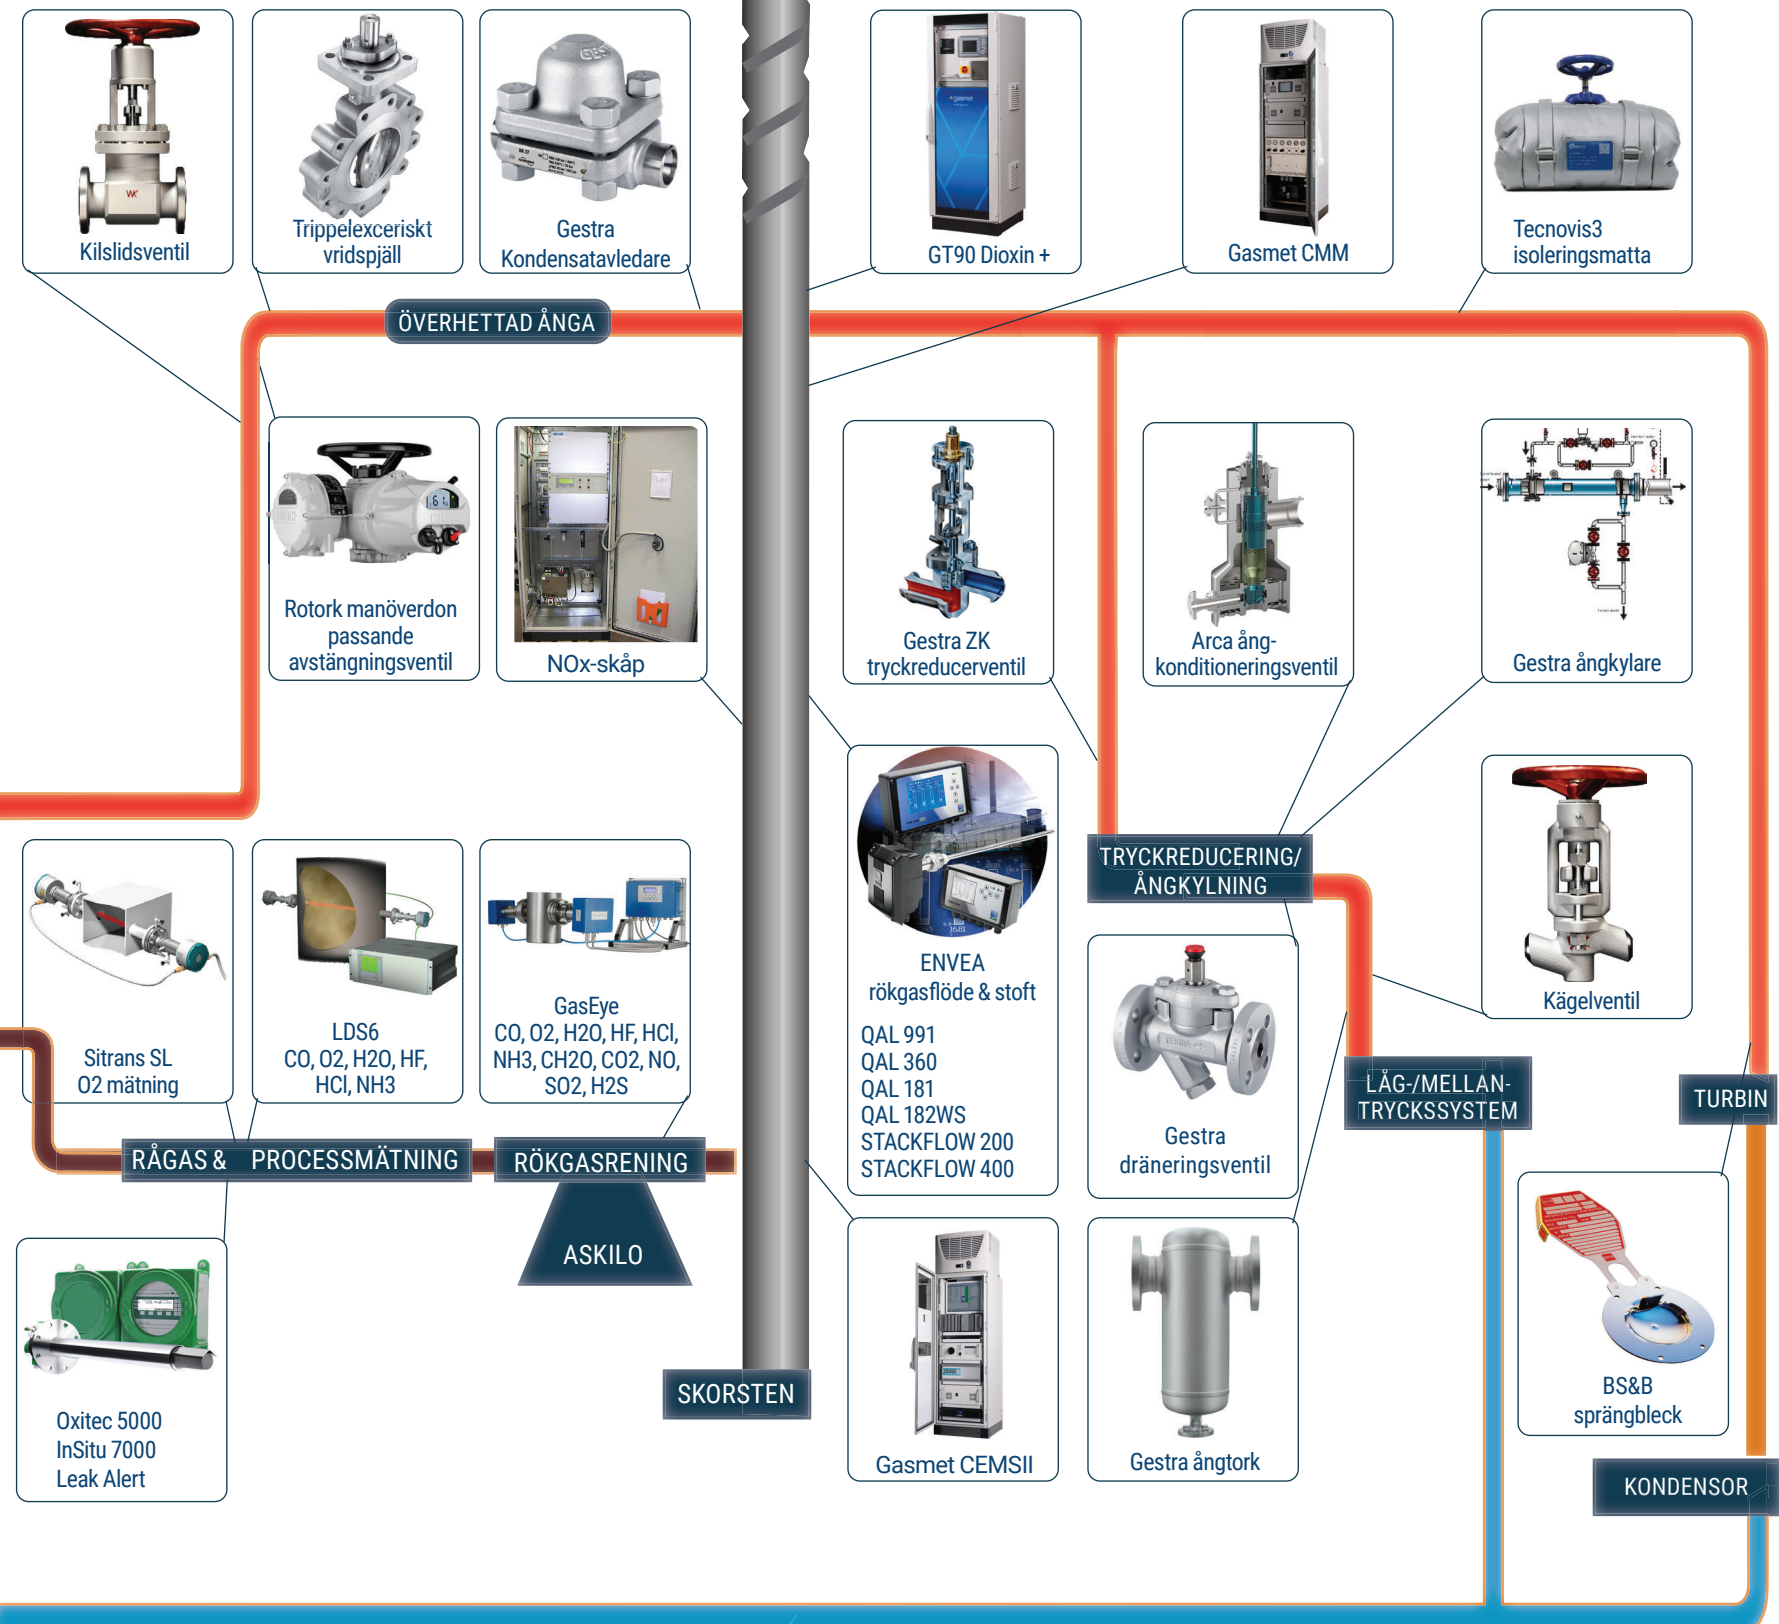 Kilslidsventil
Trippelexceriskt
vridspjäll
Gestra
Kondensatavledare
GT90 Dioxin +
Gasmet CMM
Tecnovis3
isoleringsmatta
ÖVERHETTAD ÅNGA
Rotork manöverdon
passande
avstängningsventil
NOx-skåp
Gestra ZK
tryckreducerventil
Arca ång-
konditioneringsventil
Gestra ångkylare
Sitrans SL
O2 mätning
LDS6
CO, O2, H2O, HF,
HCl, NH3
GasEye
CO, O2, H2O, HF, HCl,
NH3, CH2O, CO2, NO,
SO2, H2S
ENVEA
rökgasflöde & stoft
QAL 991
QAL 360
QAL 181
QAL 182WS
STACKFLOW 200
STACKFLOW 400
TRYCKREDUCERING/
ÅNGKYLNING
Kägelventil
Gestra
dräneringsventil
LÅG-/MELLAN-
TRYCKSSYSTEM
TURBIN
RÅGAS & PROCESSMÄTNING
RÖKGASRENING
ASKILO
Oxitec 5000
InSitu 7000
Leak Alert
SKORSTEN
Gasmet CEMSII
Gestra ångtork
BS&B
sprängbleck
KONDENSOR